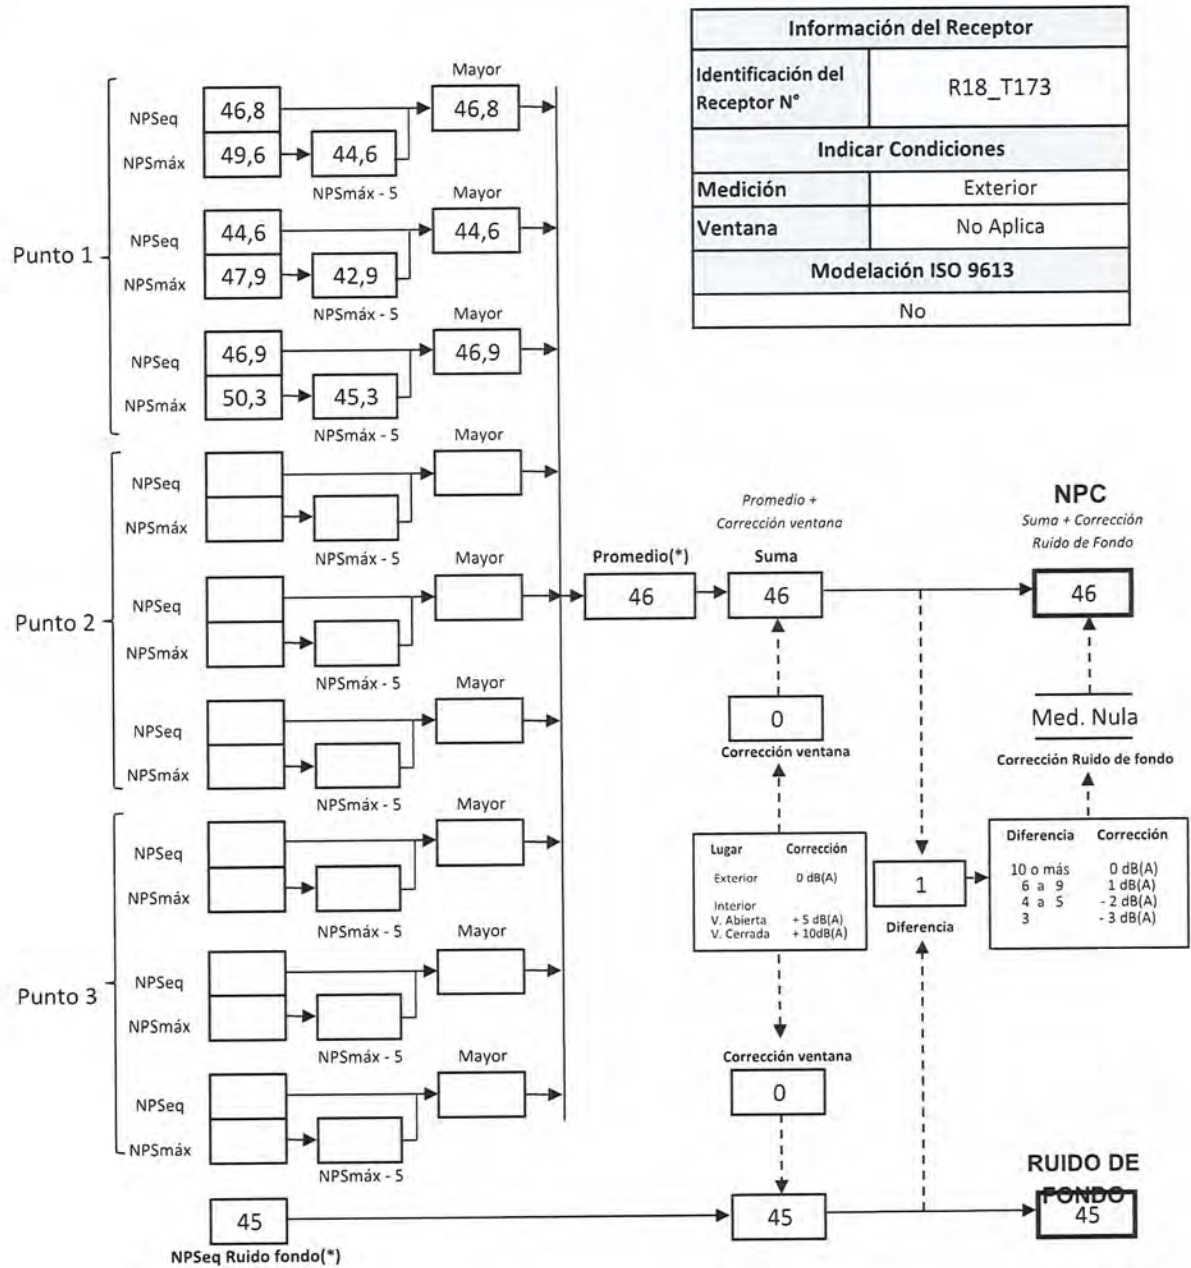 Información del Receptor
Identificación del Receptor N° R18_T173
Indicar Condiciones
Medición Exterior
Ventana No Aplica
Modelación ISO 9613
No
Punto 1
Mayor
NPSeq 46,8 46,8
NPSmáx 49,6 44,6
NPSmáx - 5
Mayor
NPSeq 44,6 44,6
NPSmáx 47,9 42,9
NPSmáx - 5
Mayor
NPSeq 46,9 46,9
NPSmáx 50,3 45,3
NPSmáx - 5
Punto 2
Mayor
NPSeq
NPSmáx
NPSmáx - 5
Mayor
NPSeq
NPSmáx
NPSmáx - 5
Mayor
NPSeq
NPSmáx
NPSmáx - 5
Punto 3
Mayor
NPSeq
NPSmáx
NPSmáx - 5
Mayor
NPSeq
NPSmáx
NPSmáx - 5
Mayor
NPSeq
NPSmáx
NPSmáx - 5
Promedio(*)
46
Promedio +
Corrección ventana
Suma
46
NPC
Suma + Corrección
Ruido de Fondo
46
0
Corrección ventana
Med. Nula
Corrección Ruido de fondo
Lugar Corrección
Exterior 0 dB(A)
Interior
V. Abierta + 5 dB(A)
V. Cerrada + 10dB(A)
1
Diferencia
Diferencia Corrección
10 o más 0 dB(A)
6 a 9 1 dB(A)
4 a 5 - 2 dB(A)
3 - 3 dB(A)
Corrección ventana
0
45
NPSeq Ruido fondo(*)
45
RUIDO DE
FONDO
45